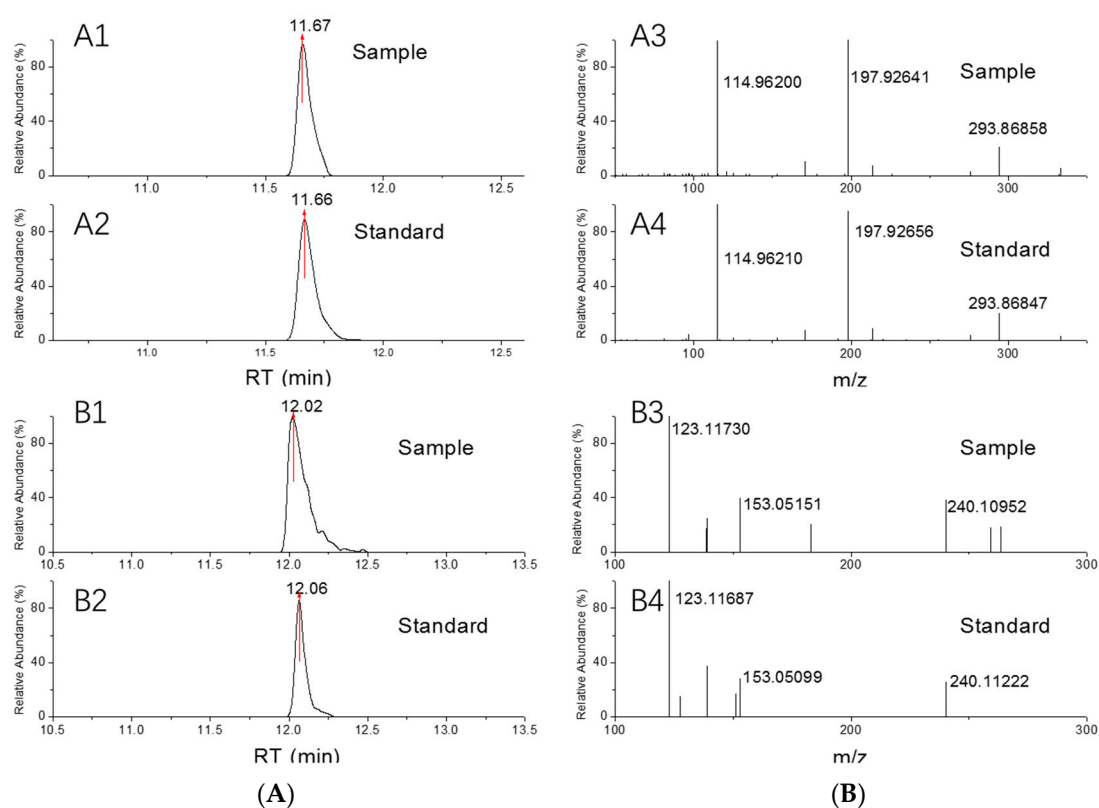 A1
11.67
Sample
Relative Abundance (%)
80
40
0
11.0 11.5 12.0 12.5
A2
11.66
Standard
Relative Abundance (%)
80
40
0
11.0 11.5 12.0 12.5
RT (min)
A3
114.96200
197.92641
Sample
293.86858
Relative Abundance (%)
80
40
0
100 200 300
A4
114.96210
197.92656
Standard
293.86847
Relative Abundance (%)
80
40
0
100 200 300
m/z
B1
12.02
Sample
Relative Abundance (%)
80
40
0
10.5 11.0 11.5 12.0 12.5 13.0 13.5
B2
12.06
Standard
Relative Abundance (%)
80
40
0
10.5 11.0 11.5 12.0 12.5 13.0 13.5
RT (min)
B3
123.11730
Sample
153.05151
240.10952
Relative Abundance (%)
80
40
0
100 200 300
B4
123.11687
Standard
153.05099
240.11222
Relative Abundance (%)
80
40
0
100 200 300
m/z
(A) (B)